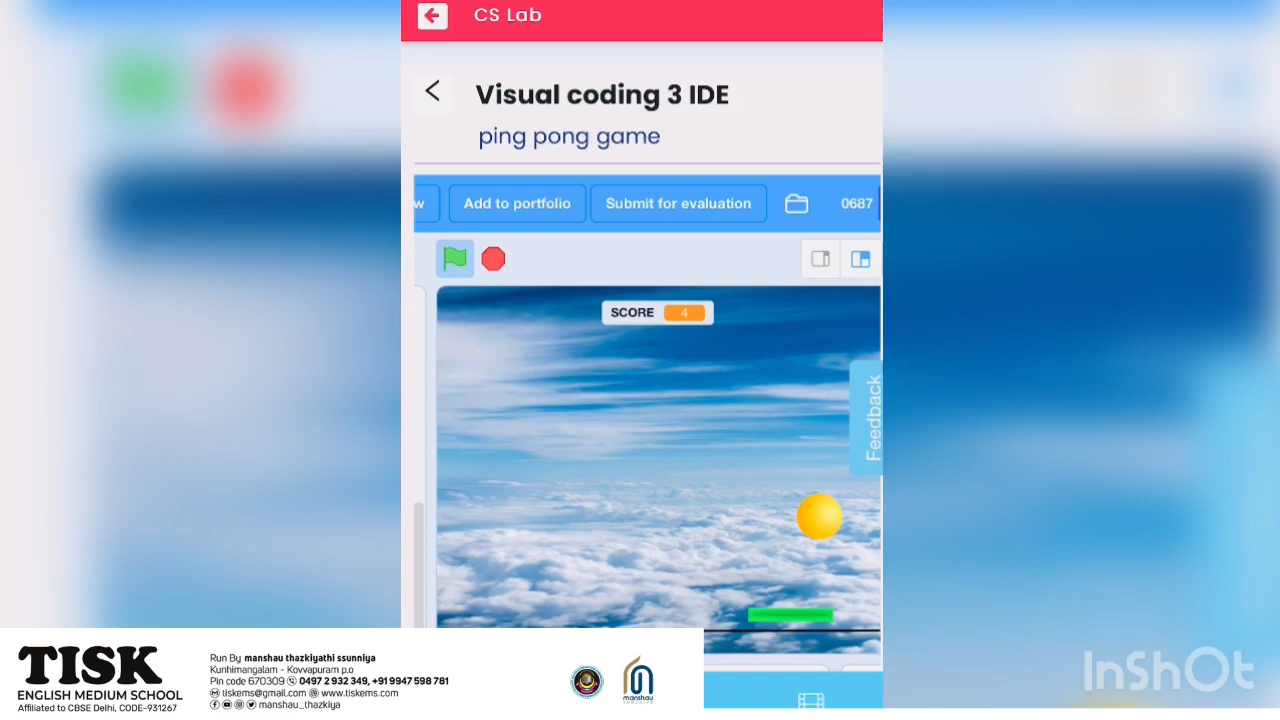 CS Lab
Visual coding 3 IDE
ping pong game
w
Add to portfolio
Submit for evaluation
0687
SCORE 4
Feedback
TISK
ENGLISH MEDIUM SCHOOL
Affiliated to CBSE Delhi, CODE-931267
Run By manshau thazkiyathi ssunniya
Kunhimangalam - Kovvapuram p.o
Pin code 670309 0497 2 932 349, +91 9947 598 781
tiskems@gmail.com www.tiskems.com
manshau_thazkiya
manshau
THAZKIYA
InShOt